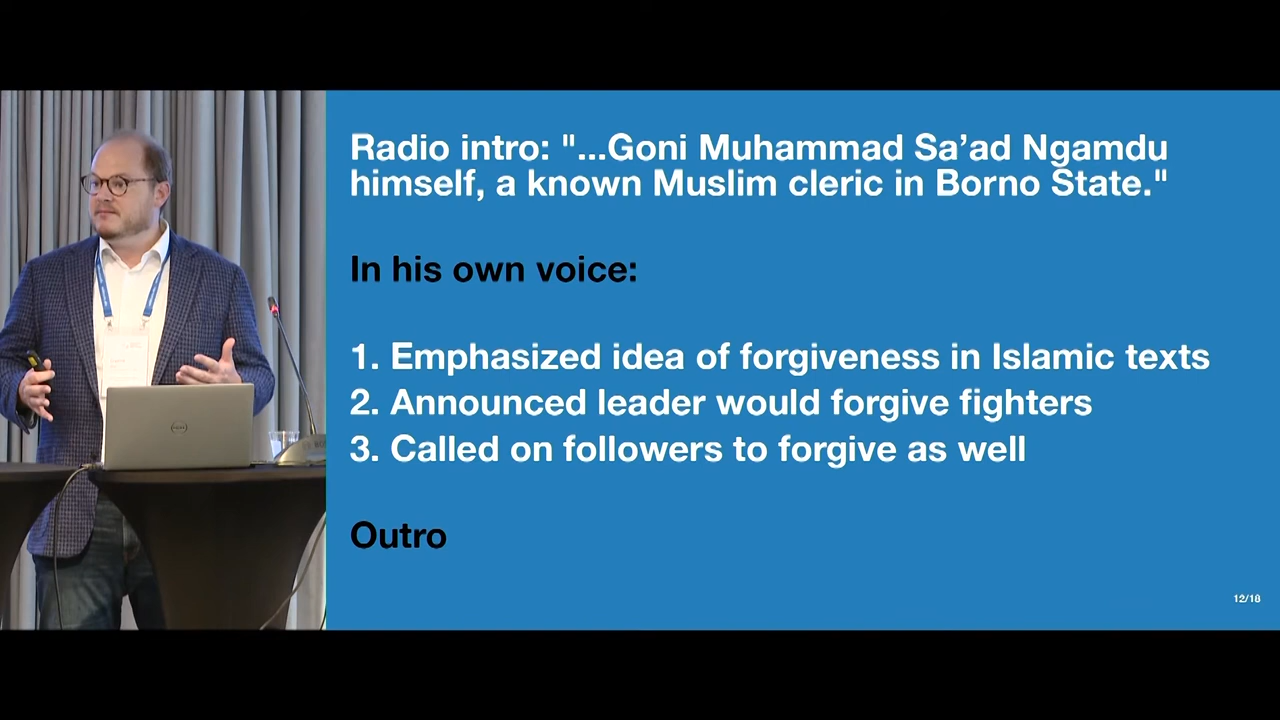 Radio intro: "...Goni Muhammad Sa’ad Ngamdu
himself, a known Muslim cleric in Borno State."
In his own voice:
1. Emphasized idea of forgiveness in Islamic texts
2. Announced leader would forgive fighters
3. Called on followers to forgive as well
Outro
12/18